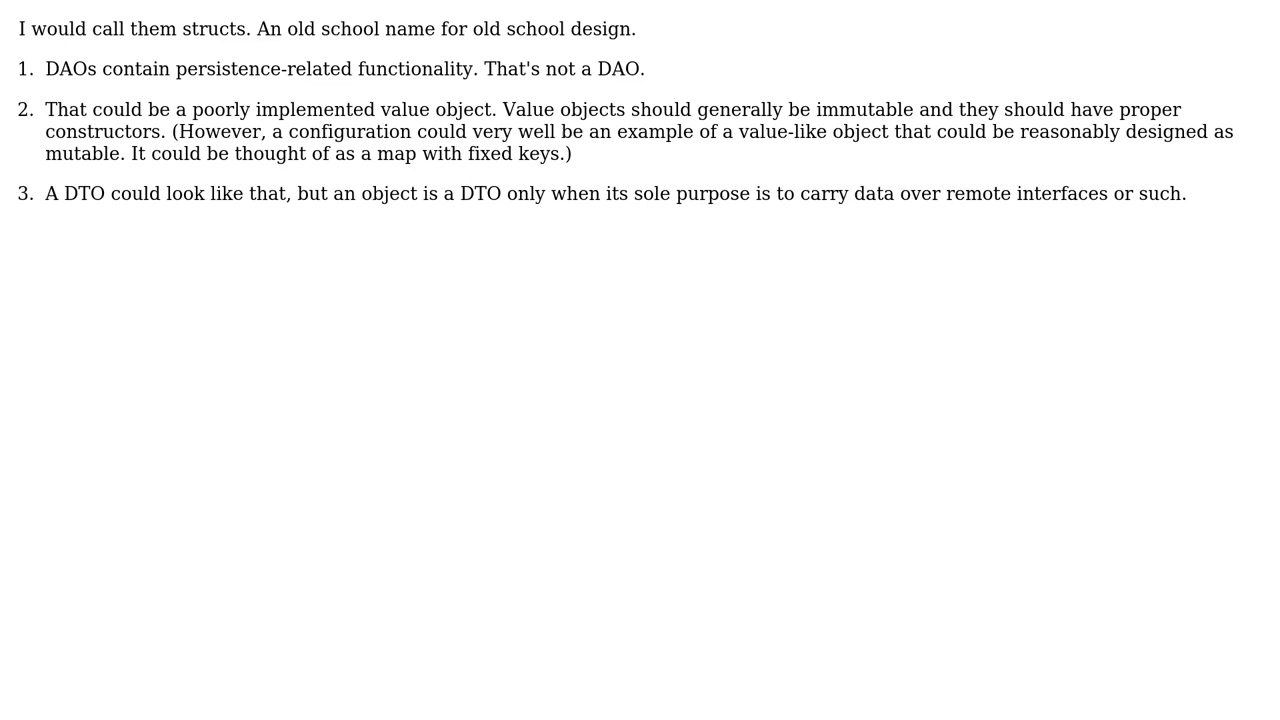 I would call them structs. An old school name for old school design.
1. DAOs contain persistence-related functionality. That's not a DAO.
2. That could be a poorly implemented value object. Value objects should generally be immutable and they should have proper
constructors. (However, a configuration could very well be an example of a value-like object that could be reasonably designed as
mutable. It could be thought of as a map with fixed keys.)
3. A DTO could look like that, but an object is a DTO only when its sole purpose is to carry data over remote interfaces or such.